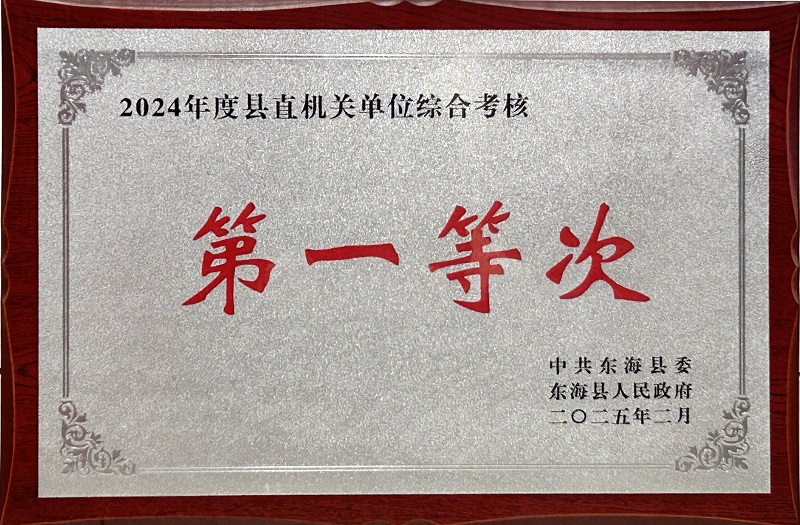 2024年度县直机关单位综合考核
第一等次
中共东海县委
东海县人民政府
二〇二五年二月